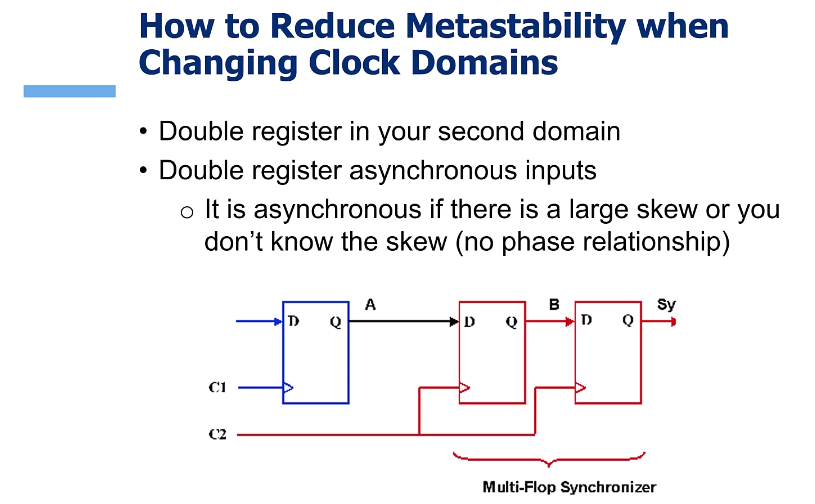 How to Reduce Metastability when
Changing Clock Domains
• Double register in your second domain
• Double register asynchronous inputs
o It is asynchronous if there is a large skew or you
don’t know the skew (no phase relationship)
A B Sy
D Q D Q D Q
C1
C2
Multi-Flop Synchronizer